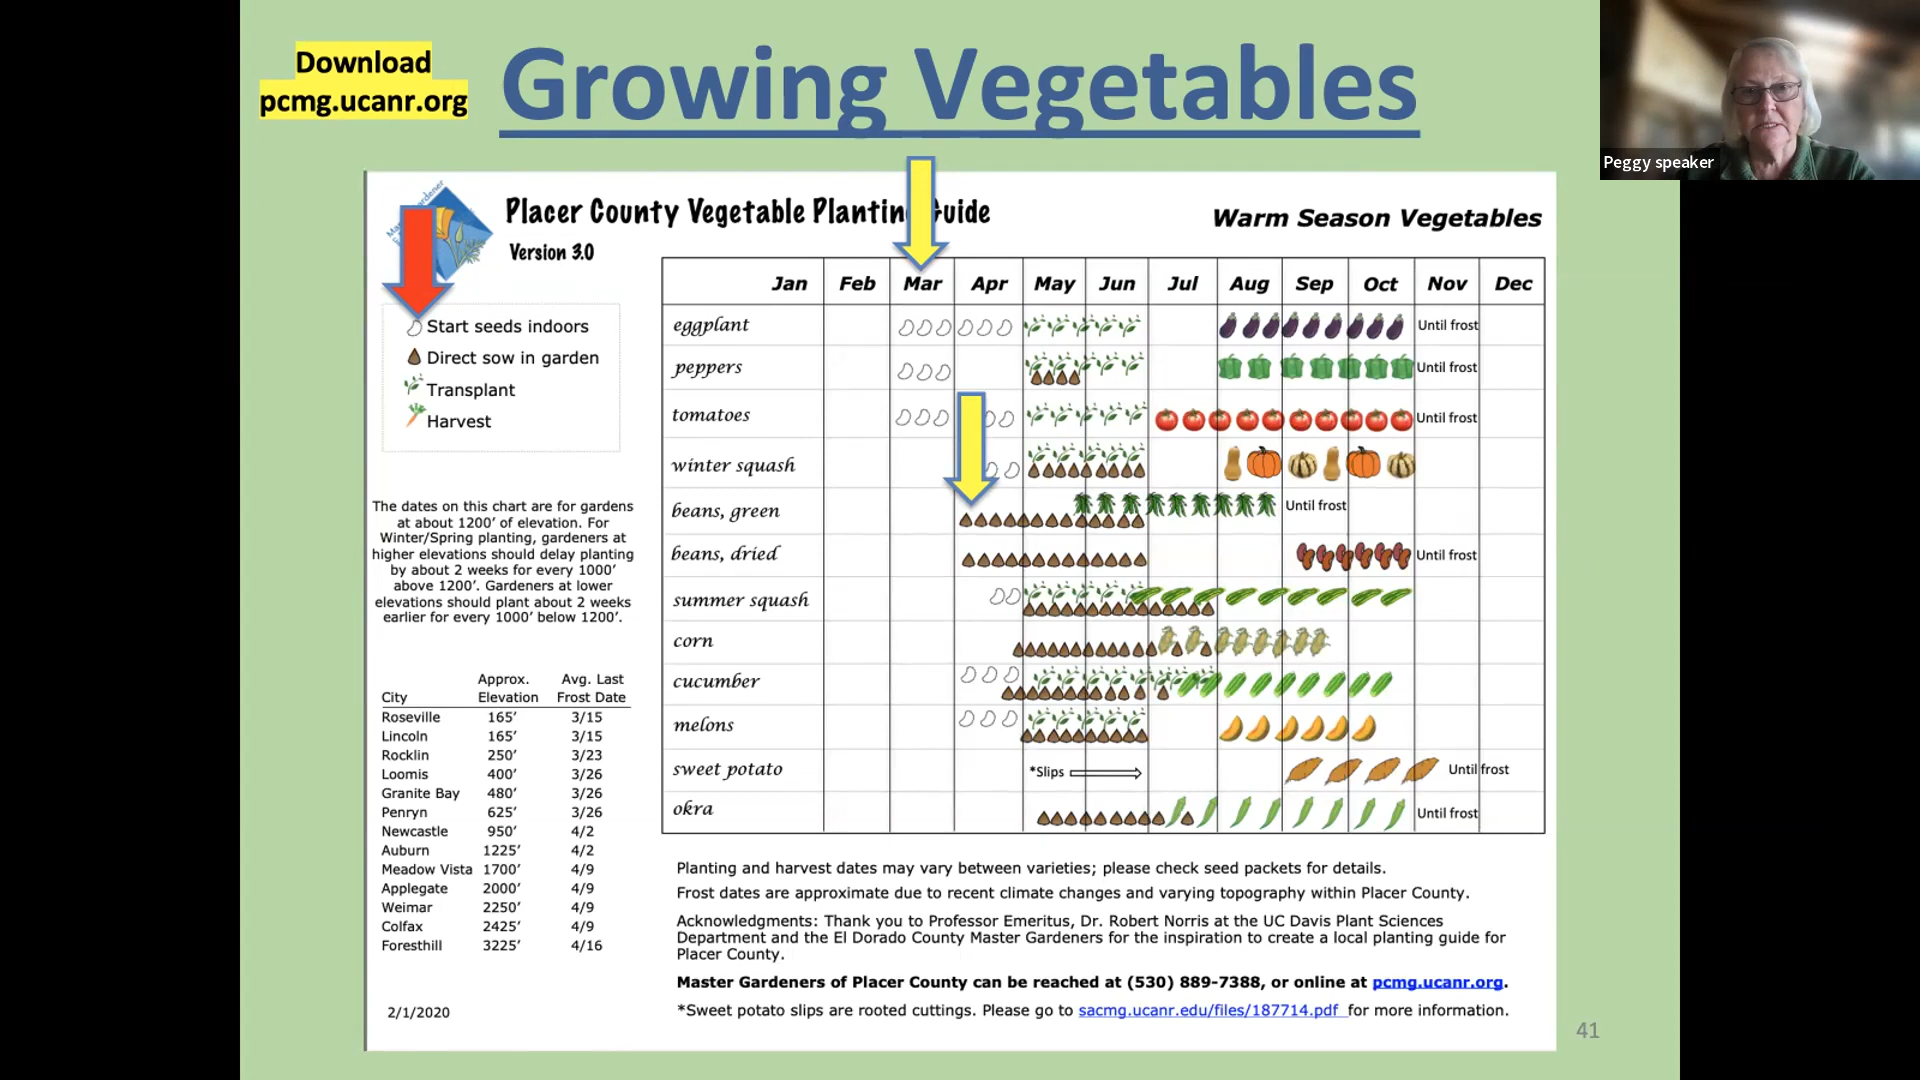 Download
pcmg.ucanr.org
Growing Vegetables
Peggy speaker
Placer County Vegetable Planting Guide
Version 3.0
Warm Season Vegetables
Start seeds indoors
Direct sow in garden
Transplant
Harvest
The dates on this chart are for gardens
at about 1200’ of elevation. For
Winter/Spring planting, gardeners at
higher elevations should delay planting
by about 2 weeks for every 1000’
above 1200’. Gardeners at lower
elevations should plant about 2 weeks
earlier for every 1000’ below 1200’.
City Approx. Elevation Avg. Last Frost Date
Roseville 165’ 3/15
Lincoln 165’ 3/15
Rocklin 250’ 3/23
Loomis 400’ 3/26
Granite Bay 480’ 3/26
Penryn 625’ 3/26
Newcastle 950’ 4/2
Auburn 1225’ 4/2
Meadow Vista 1700’ 4/9
Applegate 2000’ 4/9
Weimar 2250’ 4/9
Colfax 2425’ 4/9
Foresthill 3225’ 4/16
2/1/2020
Jan Feb Mar Apr May Jun Jul Aug Sep Oct Nov Dec
eggplant Until frost
peppers Until frost
tomatoes Until frost
winter squash
beans, green Until frost
beans, dried Until frost
summer squash
corn
cucumber
melons
sweet potato *Slips Until frost
okra Until frost
Planting and harvest dates may vary between varieties; please check seed packets for details.
Frost dates are approximate due to recent climate changes and varying topography within Placer County.
Acknowledgments: Thank you to Professor Emeritus, Dr. Robert Norris at the UC Davis Plant Sciences
Department and the El Dorado County Master Gardeners for the inspiration to create a local planting guide for
Placer County.
Master Gardeners of Placer County can be reached at (530) 889-7388, or online at pcmg.ucanr.org.
*Sweet potato slips are rooted cuttings. Please go to sacmg.ucanr.edu/files/187714.pdf for more information.
41